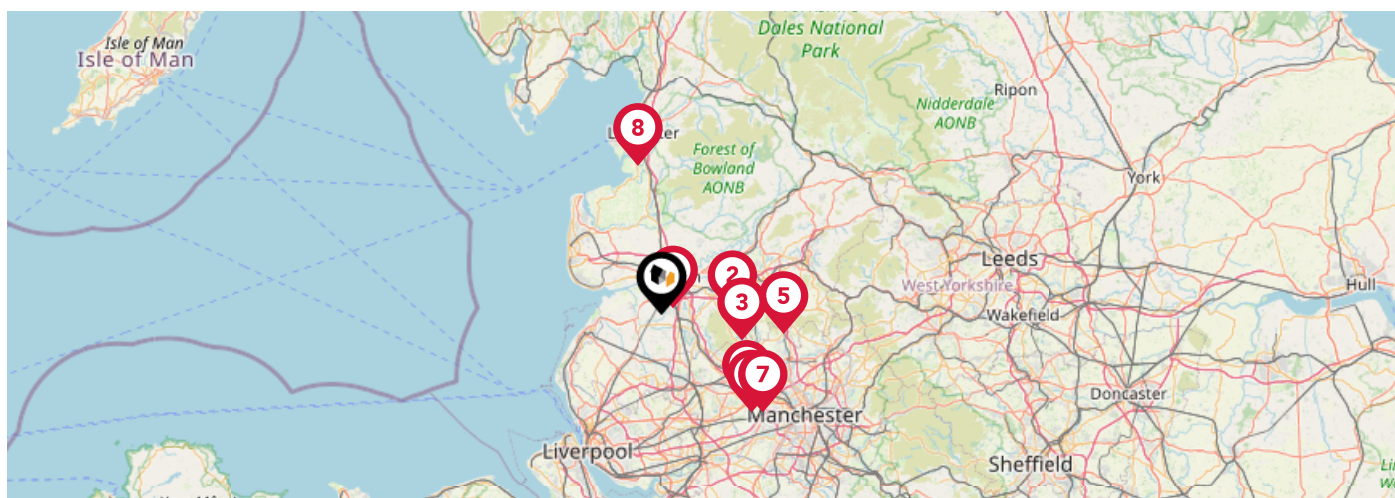 Isle of Man
Isle of Man
Dales National
Park
Ripon
Nidderdale
AONB
8
Forest of
Bowland
AONB
York
Leeds
2
West Yorkshire
Hull
5
3
Wakefield
7
Doncaster
Manchester
Liverpool
Sheffield